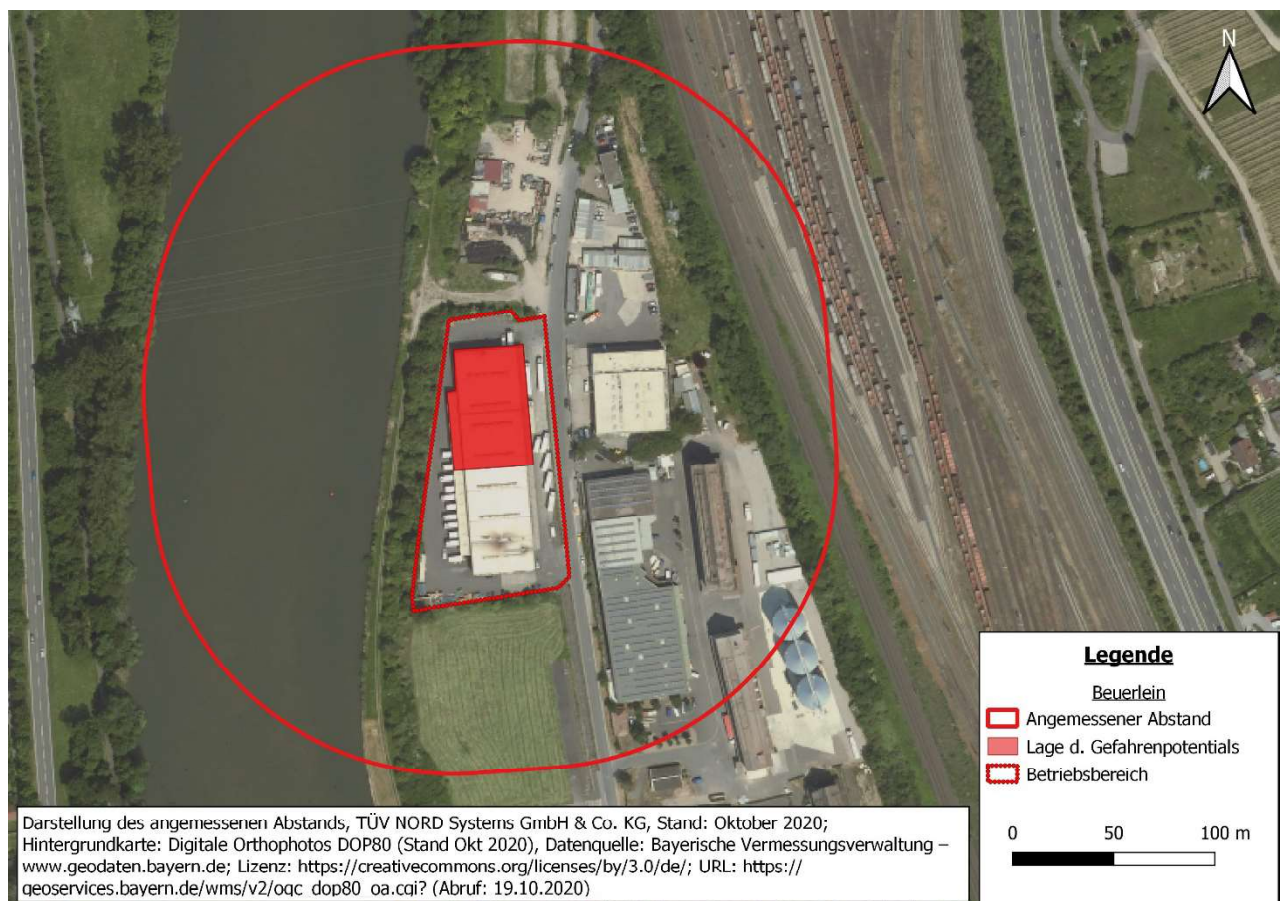 N
Legende
Beuerlein
Angemessener Abstand
Lage d. Gefahrenpotentials
Betriebsbereich
0 50 100 m
Darstellung des angemessenen Abstands, TÜV NORD Systems GmbH & Co. KG, Stand: Oktober 2020;
Hintergrundkarte: Digitale Orthophotos DOP80 (Stand Okt 2020), Datenquelle: Bayerische Vermessungsverwaltung –
www.geodaten.bayern.de; Lizenz: https://creativecommons.org/licenses/by/3.0/de/; URL: https://
geoservices.bayern.de/wms/v2/ogc_dop80_oa.cgi? (Abruf: 19.10.2020)